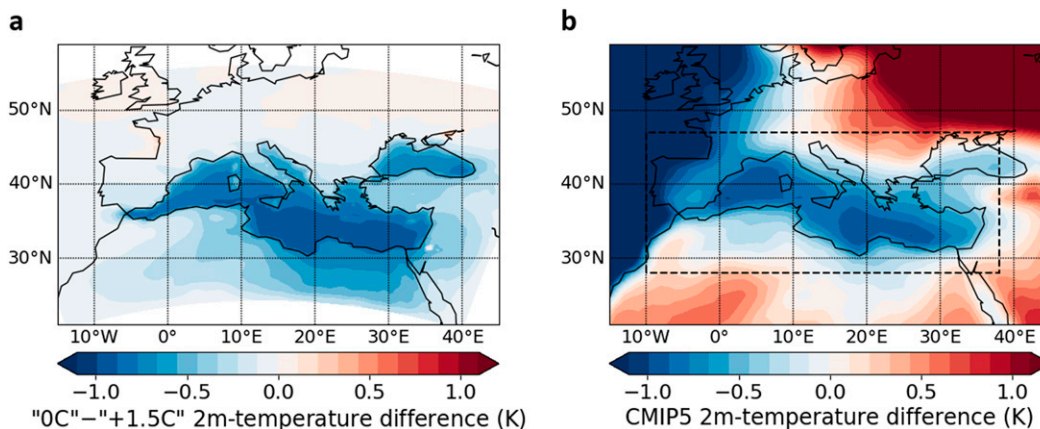 a
b
50°N
40°N
30°N
10°W 0° 10°E 20°E 30°E 40°E
−1.0 −0.5 0.0 0.5 1.0
"0C"−"+1.5C" 2m-temperature difference (K)
50°N
40°N
30°N
10°W 0° 10°E 20°E 30°E 40°E
−1.0 −0.5 0.0 0.5 1.0
CMIP5 2m-temperature difference (K)